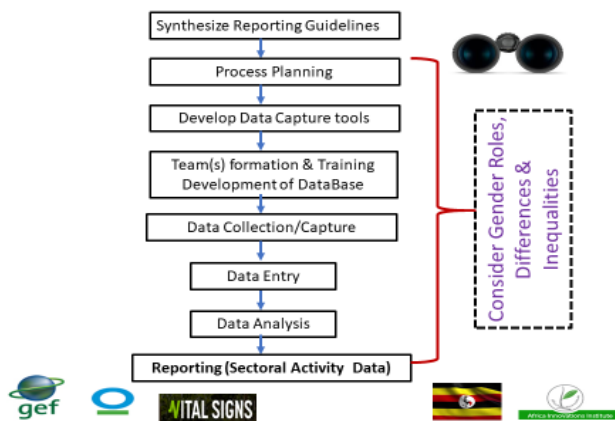 Synthesize Reporting Guidelines
Process Planning
Develop Data Capture tools
Team(s) formation & Training
Development of DataBase
Data Collection/Capture
Data Entry
Data Analysis
Reporting (Sectoral Activity Data)
Consider Gender Roles,
Differences &
Inequalities
gef
VITAL SIGNS
Africa Innovations Institute